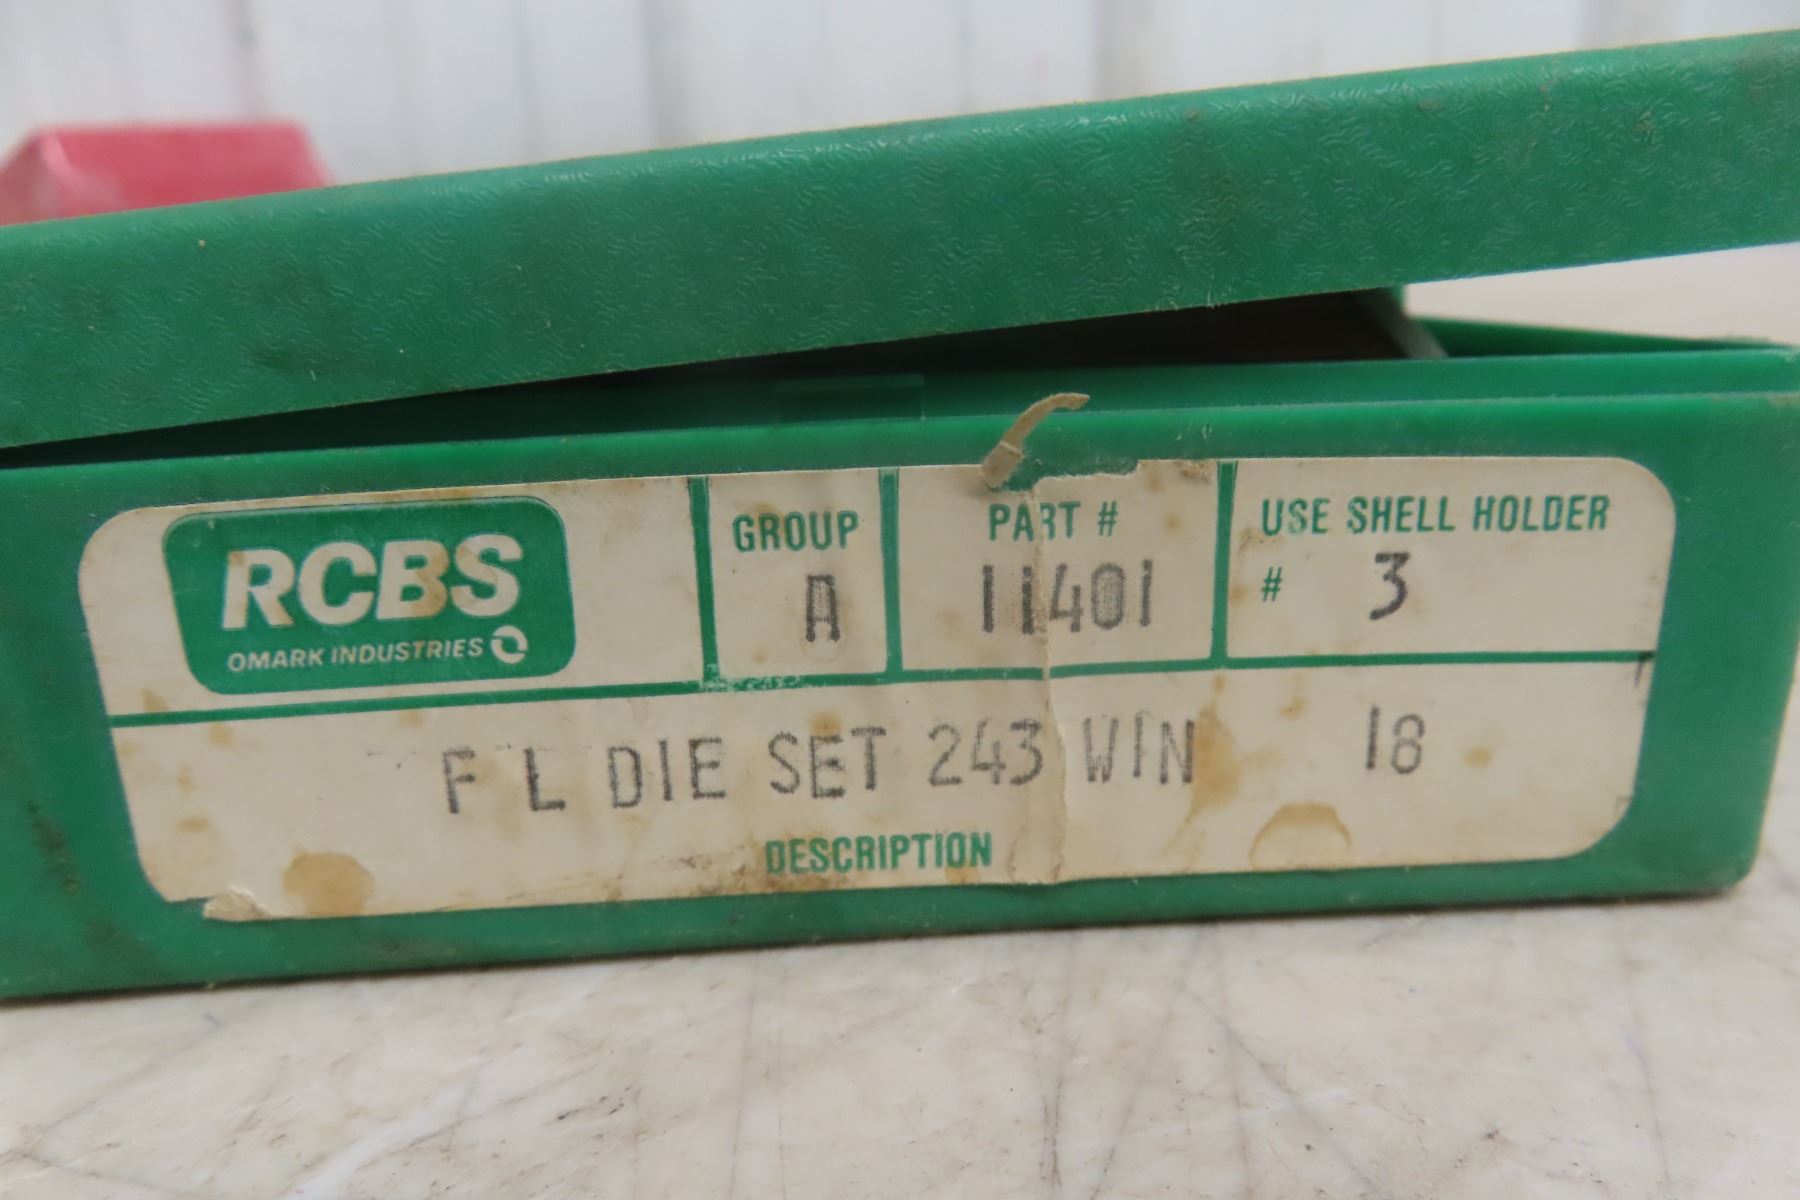 RCBS
OMARK INDUSTRIES
GROUP
A
PART #
11401
USE SHELL HOLDER
# 3
F L DIE SET 243 WIN 18
DESCRIPTION